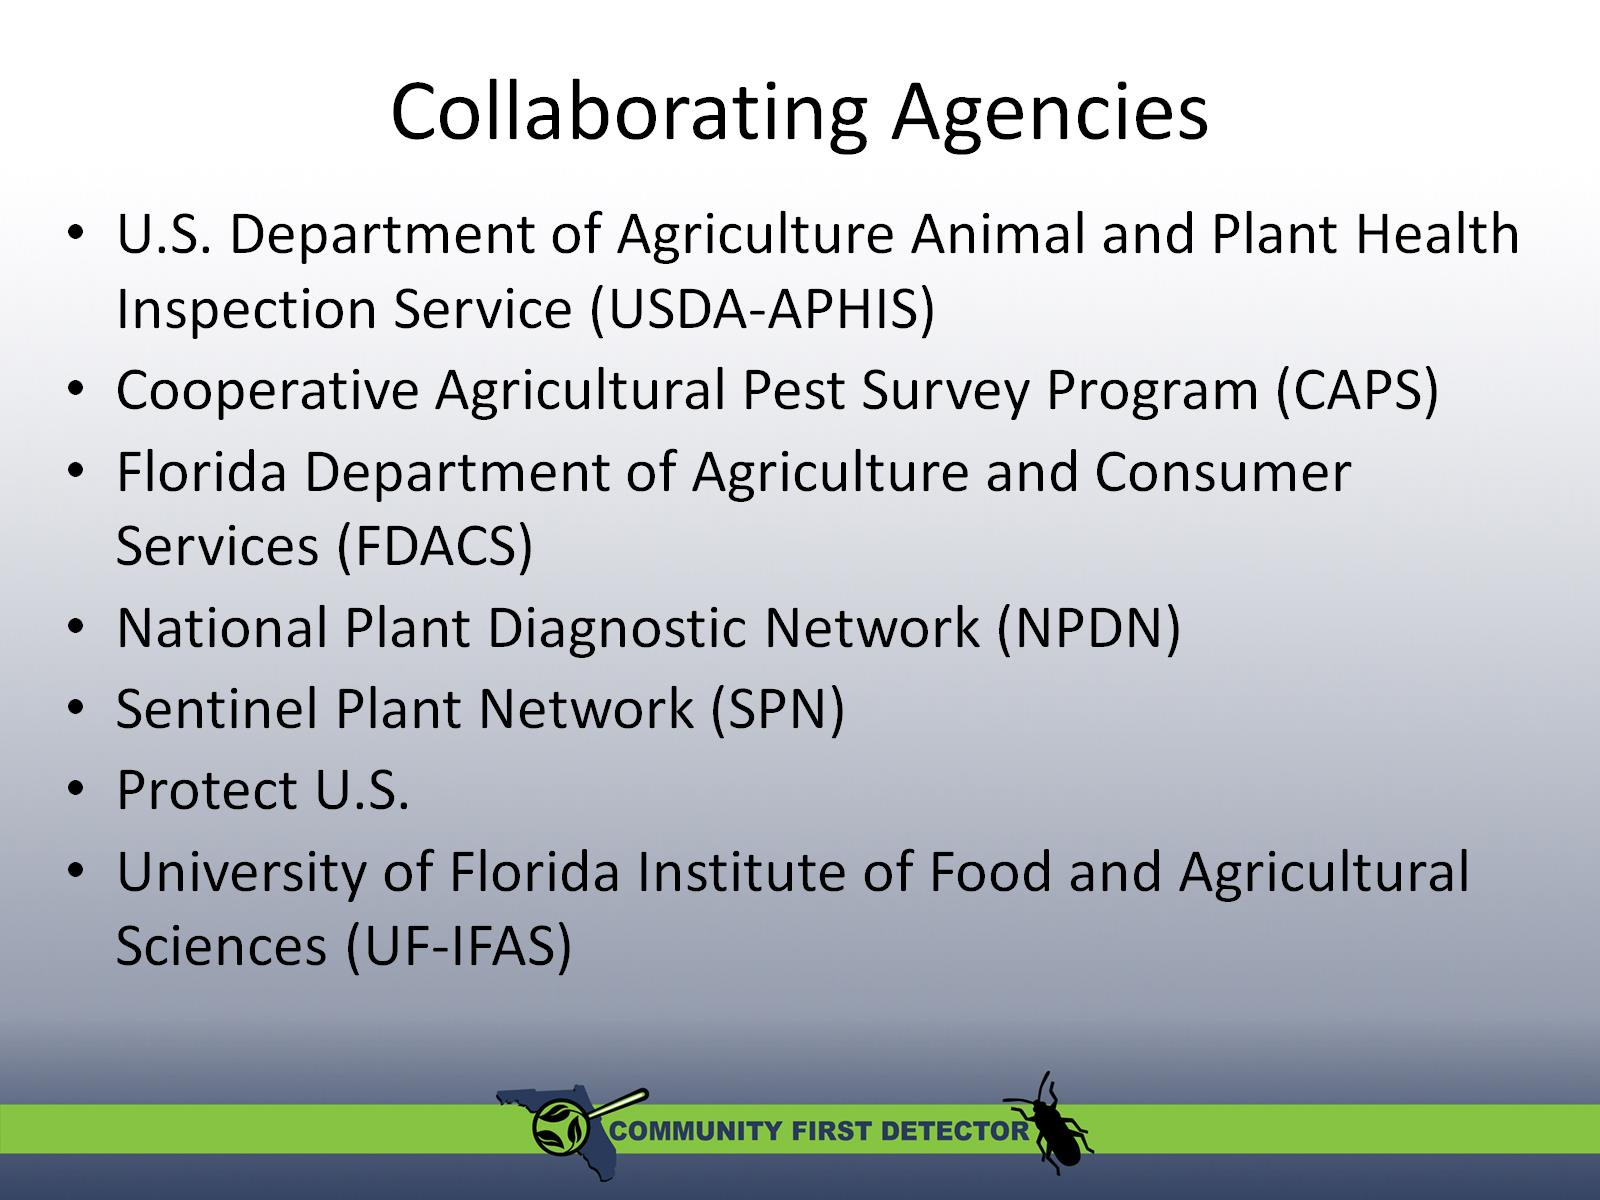 Collaborating Agencies
• U.S. Department of Agriculture Animal and Plant Health
Inspection Service (USDA-APHIS)
• Cooperative Agricultural Pest Survey Program (CAPS)
• Florida Department of Agriculture and Consumer
Services (FDACS)
• National Plant Diagnostic Network (NPDN)
• Sentinel Plant Network (SPN)
• Protect U.S.
• University of Florida Institute of Food and Agricultural
Sciences (UF-IFAS)
COMMUNITY FIRST DETECTOR